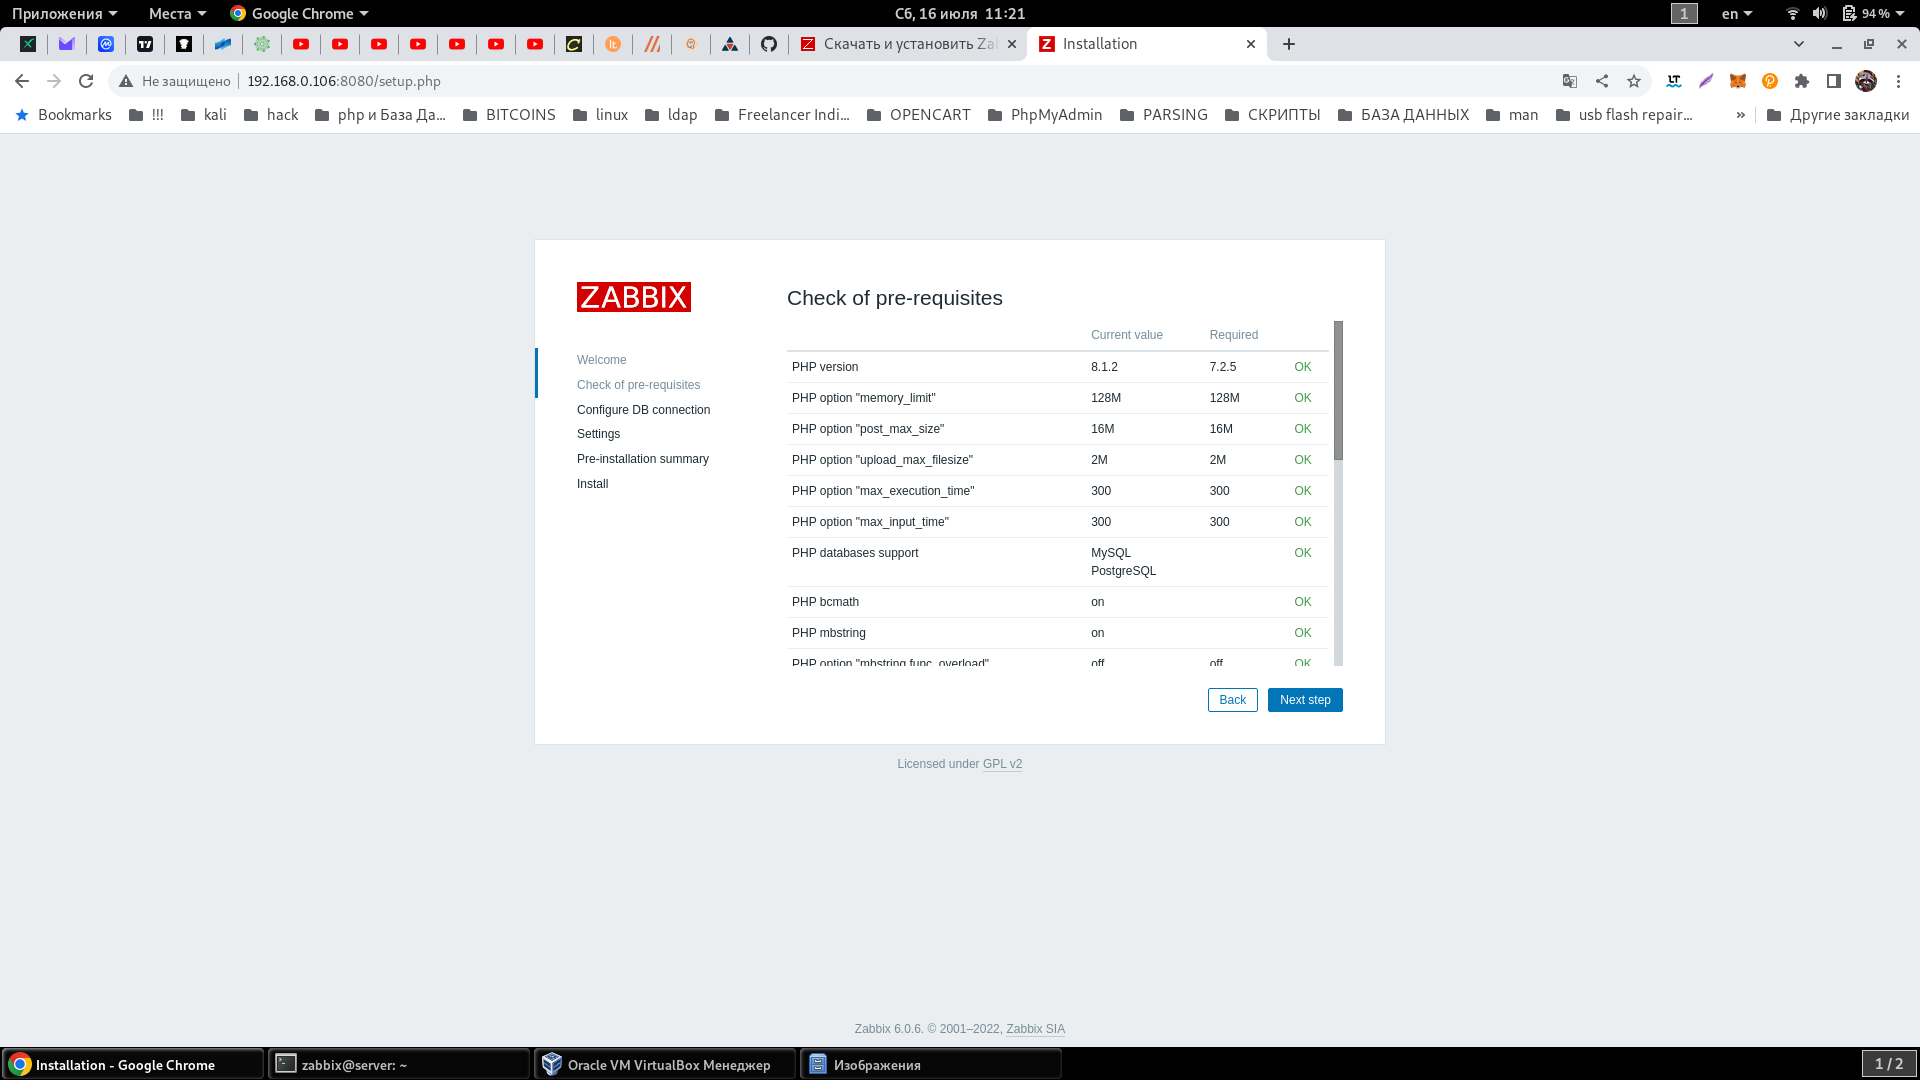 Приложения Места Google Chrome Сб, 16 июля 11:21 1 en 94 %
Скачать и установить Zab Installation
Не защищено 192.168.0.106:8080/setup.php
Bookmarks !!! kali hack php и База Да... BITCOINS linux ldap Freelancer Indi... OPENCART PhpMyAdmin PARSING СКРИПТЫ БАЗА ДАННЫХ man usb flash repair... » Другие закладки
ZABBIX
Welcome
Check of pre-requisites
Configure DB connection
Settings
Pre-installation summary
Install
Check of pre-requisites
Current value Required
PHP version 8.1.2 7.2.5 OK
PHP option "memory_limit" 128M 128M OK
PHP option "post_max_size" 16M 16M OK
PHP option "upload_max_filesize" 2M 2M OK
PHP option "max_execution_time" 300 300 OK
PHP option "max_input_time" 300 300 OK
PHP databases support MySQL OK
PostgreSQL
PHP bcmath on OK
PHP mbstring on OK
PHP option "mbstring.func_overload" off off OK
Back Next step
Licensed under GPL v2
Zabbix 6.0.6. © 2001–2022, Zabbix SIA
Installation - Google Chrome zabbix@server: ~ Oracle VM VirtualBox Менеджер Изображения 1 / 2